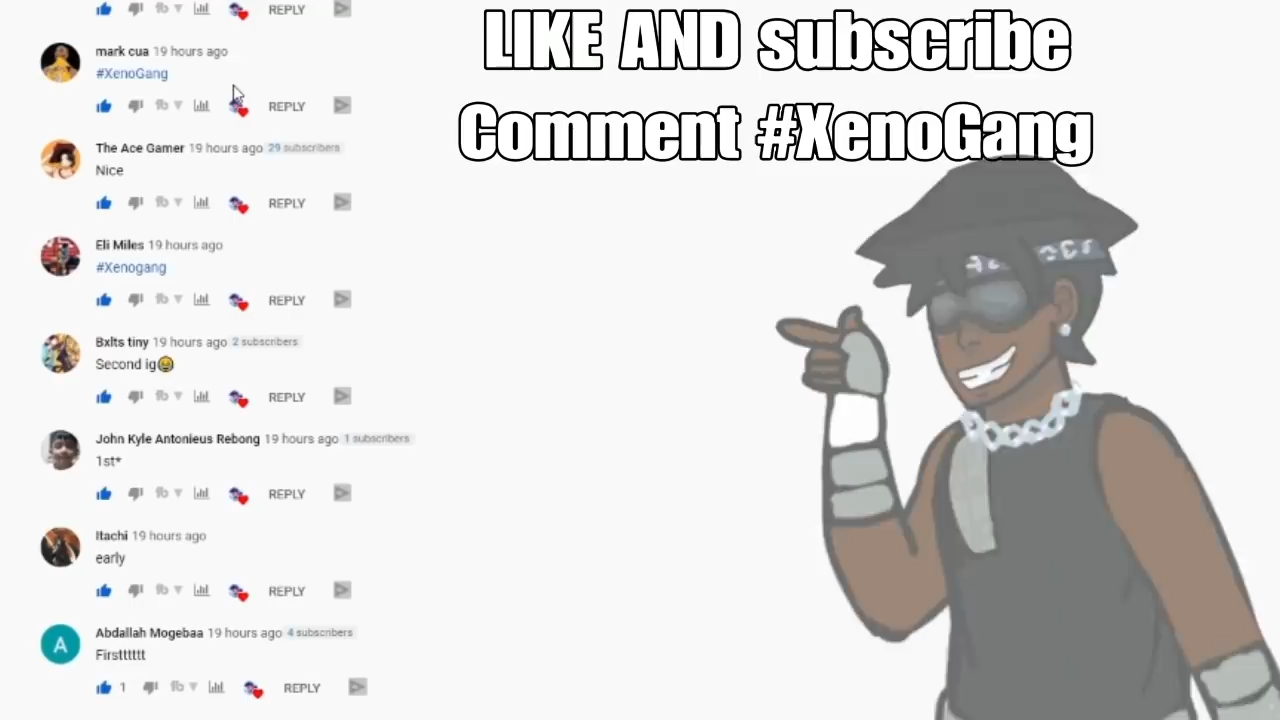 REPLY
mark cua 19 hours ago
#XenoGang
REPLY
The Ace Gamer 19 hours ago 29 subscribers
Nice
REPLY
Eli Miles 19 hours ago
#Xenogang
REPLY
Bxlts tiny 19 hours ago 2 subscribers
Second ig😭
REPLY
John Kyle Antonieus Rebong 19 hours ago 1 subscribers
1st*
REPLY
Itachi 19 hours ago
early
REPLY
Abdallah Mogebaa 19 hours ago 4 subscribers
A
Firstttttt
1 REPLY
LIKE AND subscribe
Comment #XenoGang